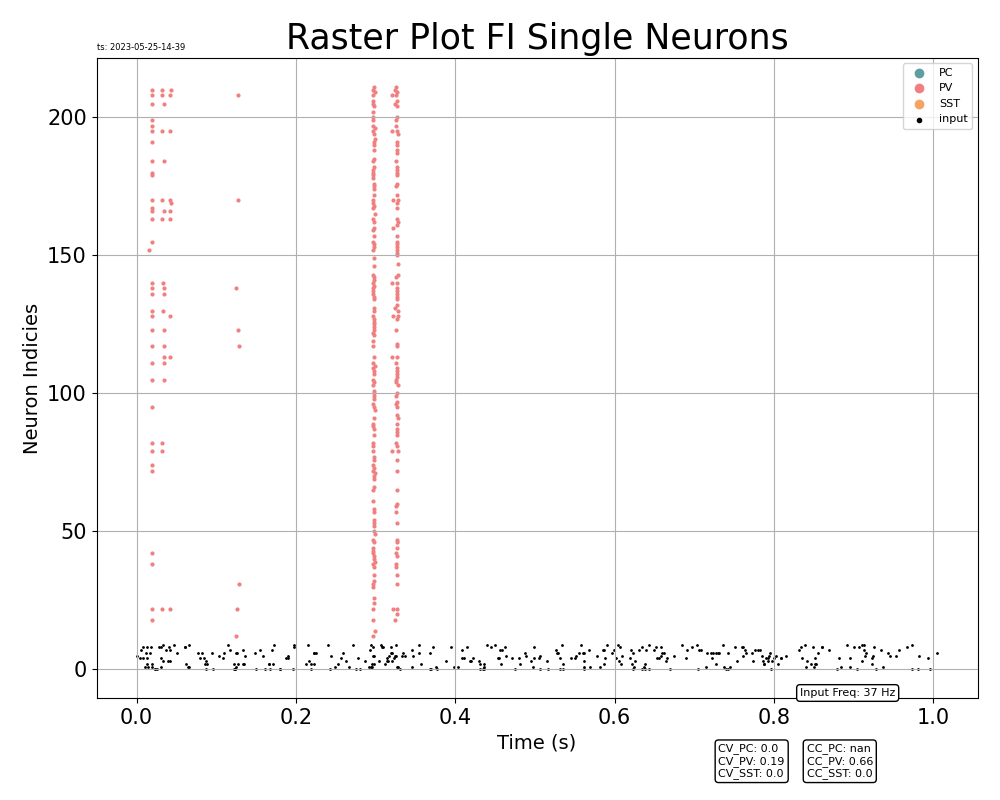 Raster Plot FI Single Neurons
ts: 2023-05-25-14-39
PC
PV
SST
input
200
150
100
50
0
Neuron Indicies
0.0 0.2 0.4 0.6 0.8 1.0
Input Freq: 37 Hz
Time (s)
CV_PC: 0.0
CV_PV: 0.19
CV_SST: 0.0
CC_PC: nan
CC_PV: 0.66
CC_SST: 0.0